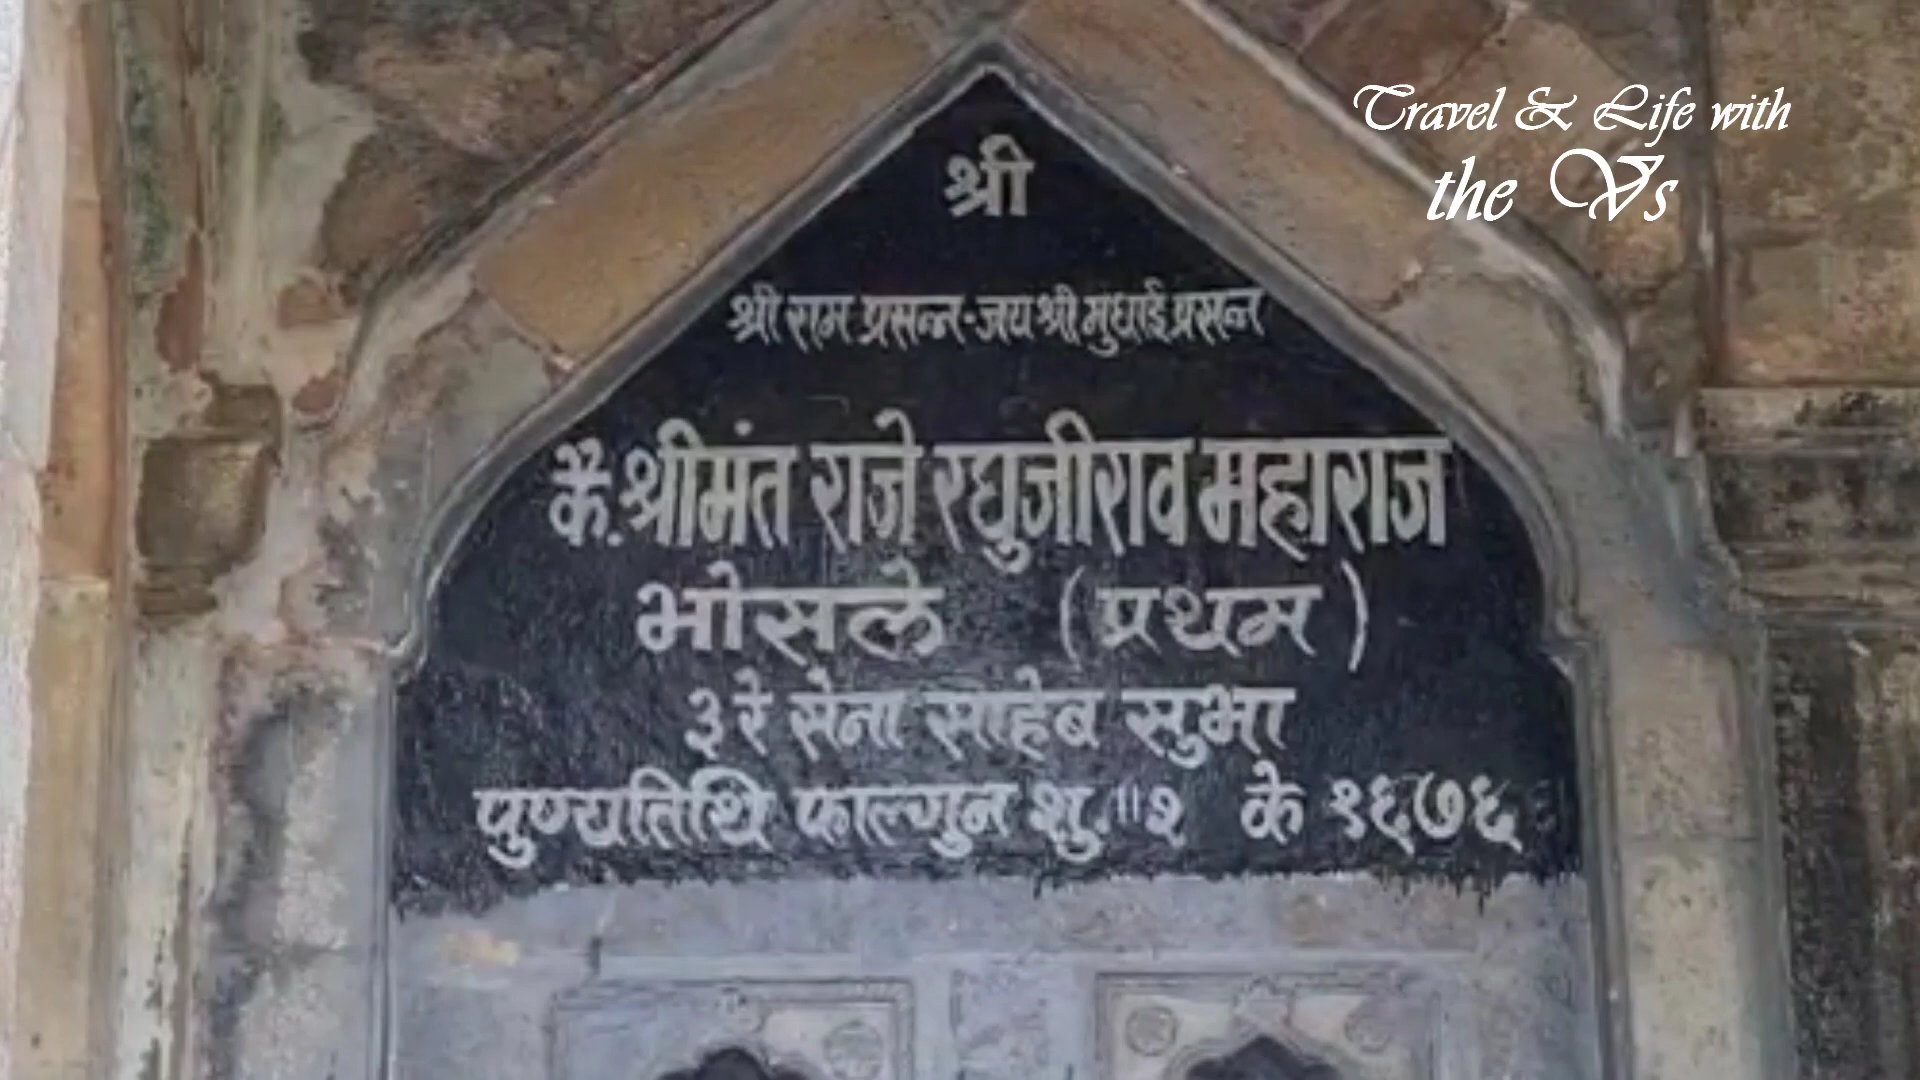 Travel & Life with
the Vs
श्री
श्री राम प्रसन्न-जय श्री मुधाई प्रसन्न
कै. श्रीमंत राजे रघुजीराव महाराज
भोसले (प्रथम)
३ रे सेना साहेब सुभा
पुण्यतिथि फाल्गुन शु.॥२ के १६७६